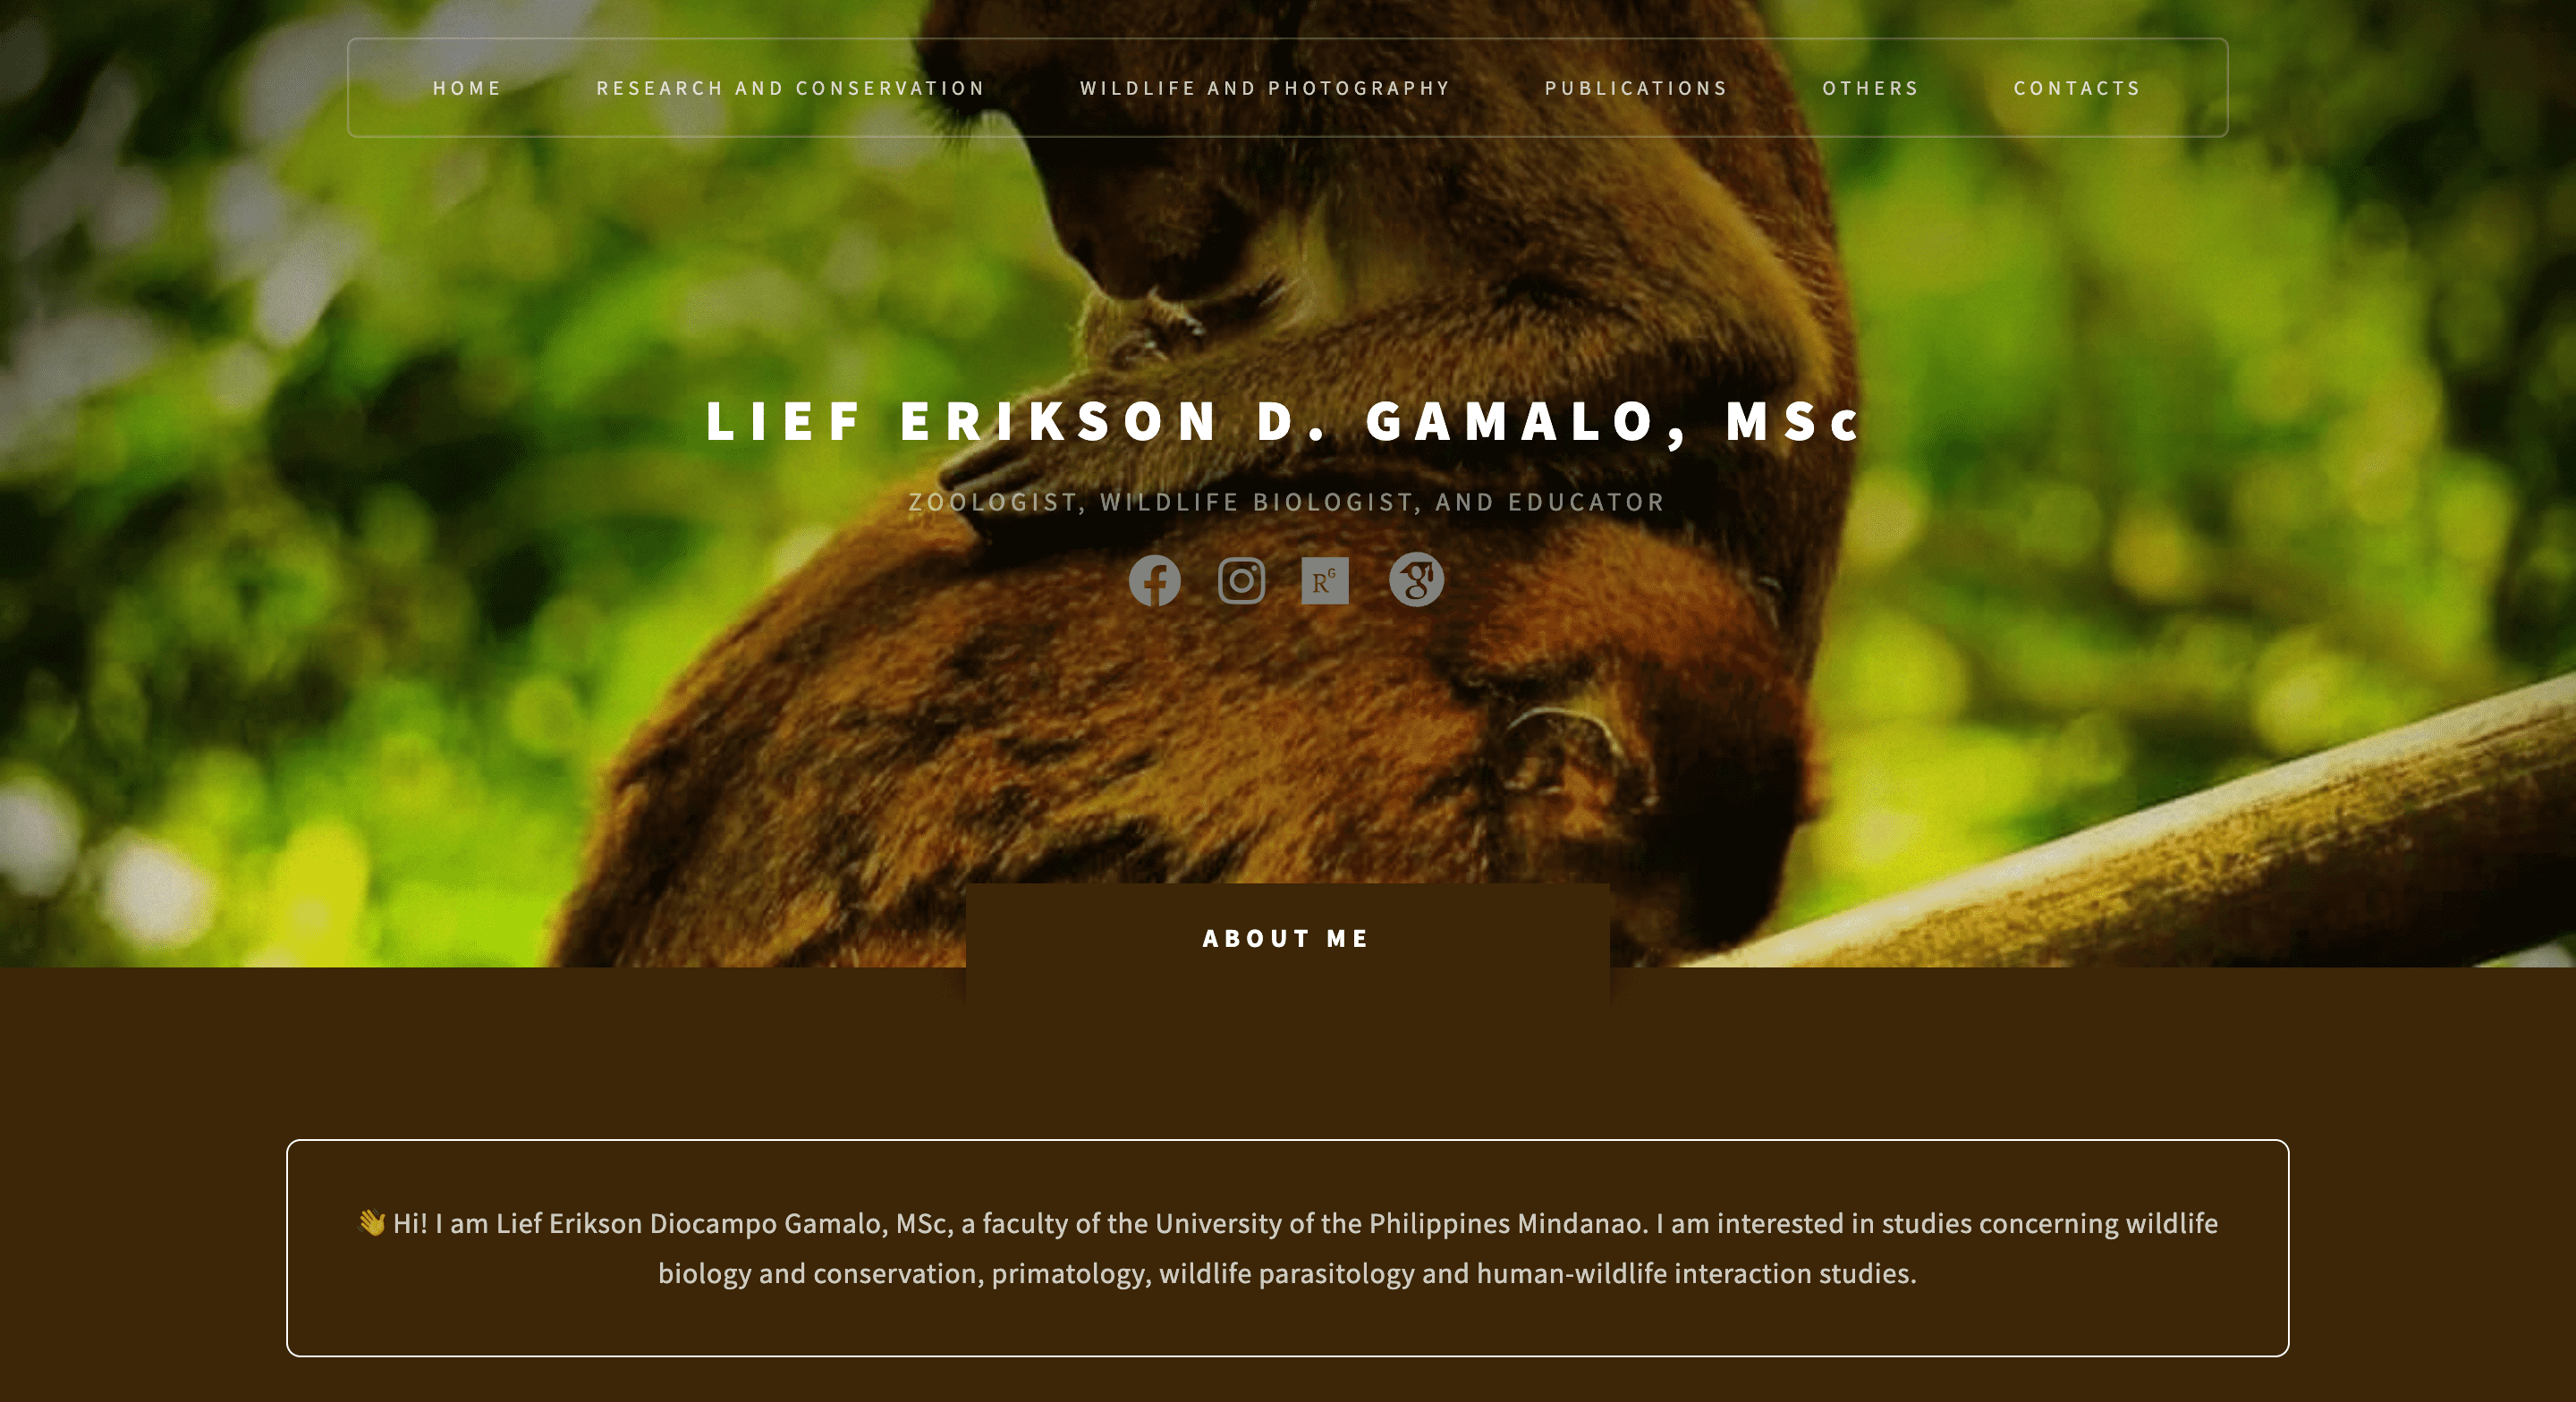 HOME RESEARCH AND CONSERVATION WILDLIFE AND PHOTOGRAPHY PUBLICATIONS OTHERS CONTACTS
LIEF ERIKSON D. GAMALO, MSc
ZOOLOGIST, WILDLIFE BIOLOGIST, AND EDUCATOR
RG
ABOUT ME
👋 Hi! I am Lief Erikson Diocampo Gamalo, MSc, a faculty of the University of the Philippines Mindanao. I am interested in studies concerning wildlife
biology and conservation, primatology, wildlife parasitology and human-wildlife interaction studies.